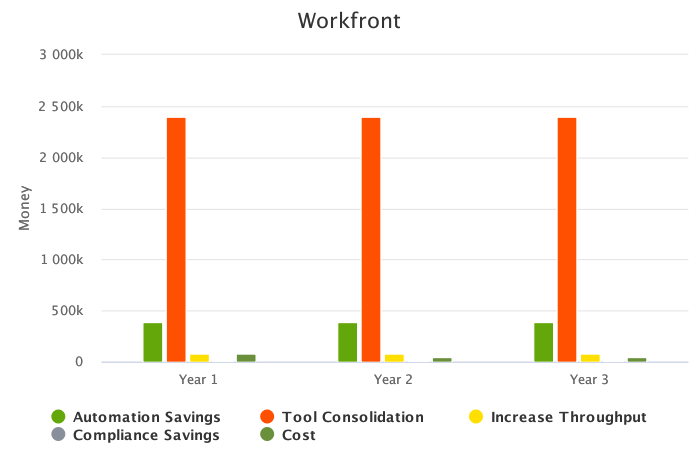 Workfront
3 000k
2 500k
2 000k
1 500k
1 000k
500k
0
Money
Year 1 Year 2 Year 3
Automation Savings Tool Consolidation Increase Throughput
Compliance Savings Cost